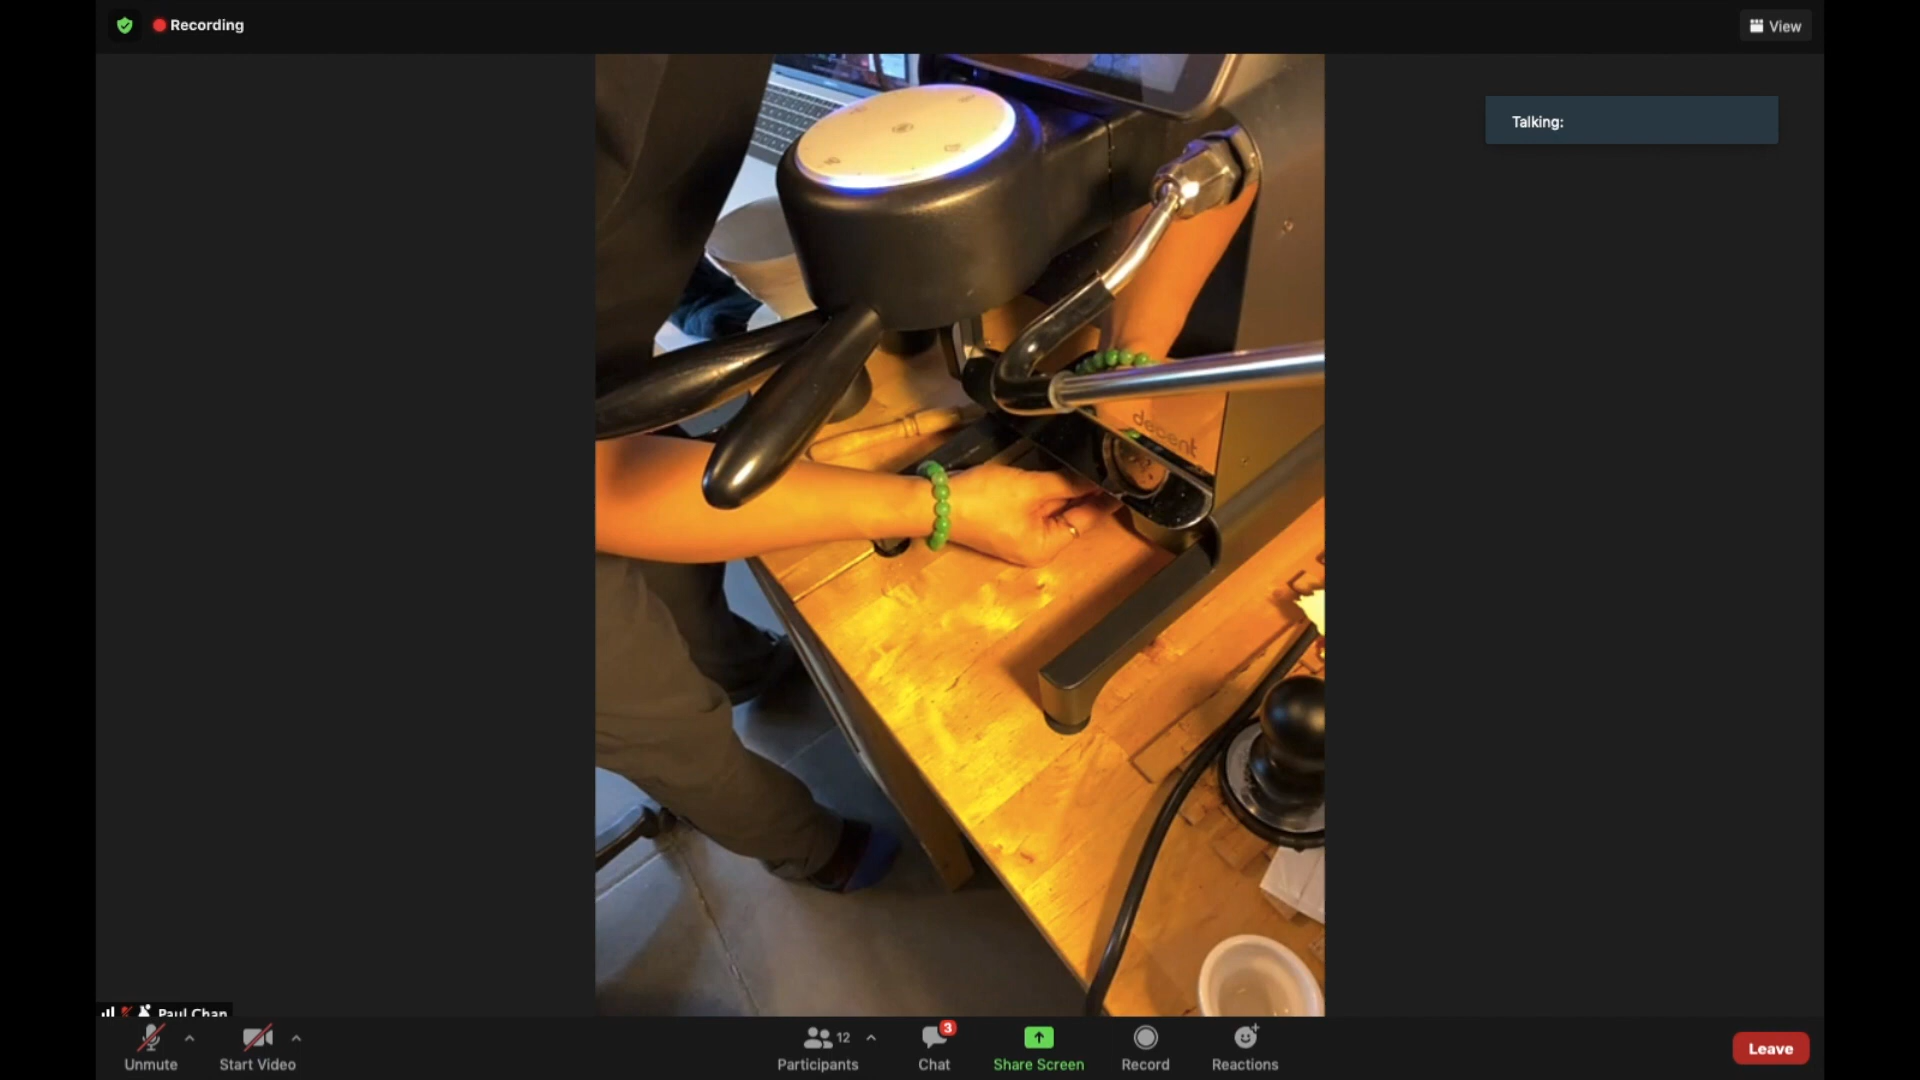 Recording
View
Talking:
decent
Paul Chan
Unmute
Start Video
Participants
12
Chat
3
Share Screen
Record
Reactions
Leave